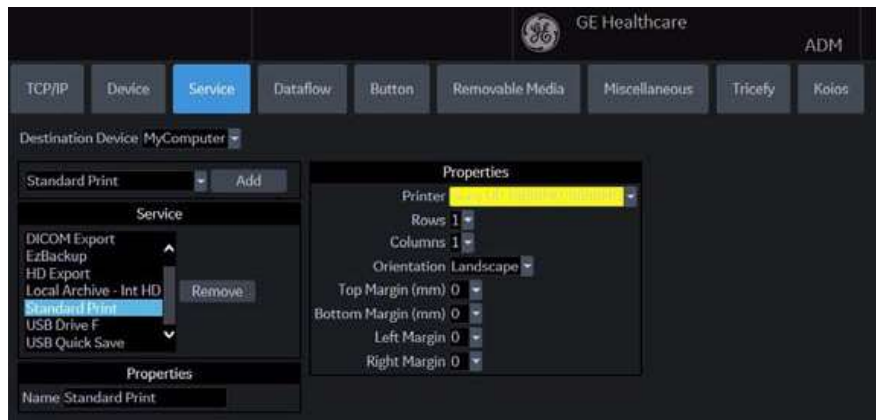 GE Healthcare
ADM
TCP/IP Device Service Dataflow Button Removable Media Miscellaneous Tricefy Koios
Destination Device MyComputer
Standard Print Add
Service
DICOM Export
EzBackup
HD Export
Local Archive - Int HD
Standard Print
USB Drive F
USB Quick Save
Remove
Properties
Name Standard Print
Properties
Printer
Rows 1
Columns 1
Orientation Landscape
Top Margin (mm) 0
Bottom Margin (mm) 0
Left Margin 0
Right Margin 0